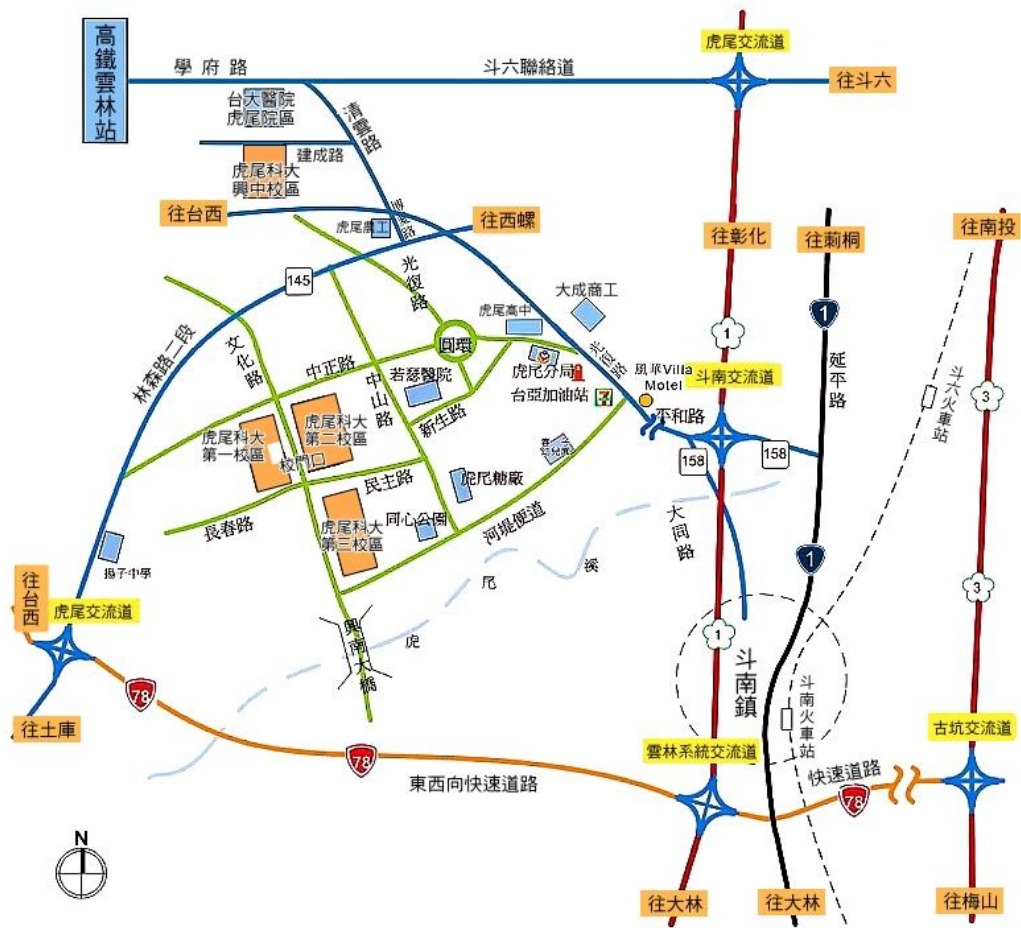 高鐵雲林站
學府路
斗六聯絡道
虎尾交流道
往斗六
台大醫院
虎尾院區
清雲路
建成路
虎尾科大
興中校區
往台西
虎尾農工
往西螺
往彰化
往莿桐
往南投
145
光復路
大成商工
1
1
虎尾高中
林森路二段
文化路
中正路
圓環
中山路
若瑟醫院
新生路
虎尾分局
台亞加油站
7
光復路
風華Villa
Motel
斗南交流道
延平路
斗六火車站
3
平和路
158
158
虎尾科大
第一校區
虎尾科大
第二校區
校門口
民主路
虎尾糖廠
幼兒園
長春路
虎尾科大
第三校區
同心公園
河堤便道
大同路
1
3
揚子中學
虎尾溪
往台西
虎尾交流道
興南大橋
1
斗南鎮
斗南火車站
78
往土庫
78
東西向快速道路
雲林系統交流道
快速道路
78
古坑交流道
N
往大林
往大林
往梅山